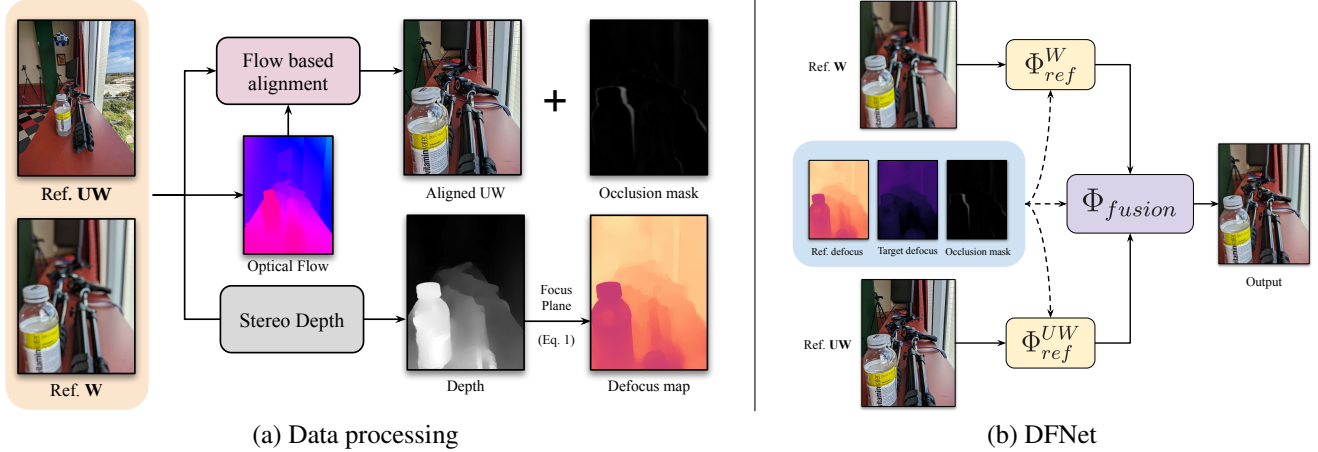 Ref. UW
Ref. W
Flow based
alignment
Optical Flow
Stereo Depth
Aligned UW
+
Occlusion mask
Depth
Focus
Plane
(Eq. 1)
Defocus map
(a) Data processing
Ref. W
Φ^W_ref
Ref. defocus
Target defocus
Occlusion mask
Φ_fusion
Output
Ref. UW
Φ^UW_ref
(b) DFNet